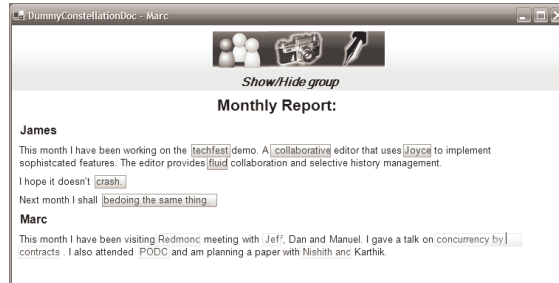 DummyConstellationDoc - Marc
Show/Hide group
Monthly Report:
James
This month I have been working on the techfest demo. A collaborative editor that uses Joyce to implement
sophistcated features. The editor provides fluid collaboration and selective history management.
I hope it doesn't crash.
Next month I shall bedoing the same thing.
Marc
This month I have been visiting Redmond meeting with Jeff, Dan and Manuel. I gave a talk on concurrency by
contracts . I also attended PODC and am planning a paper with Nishith and Karthik.